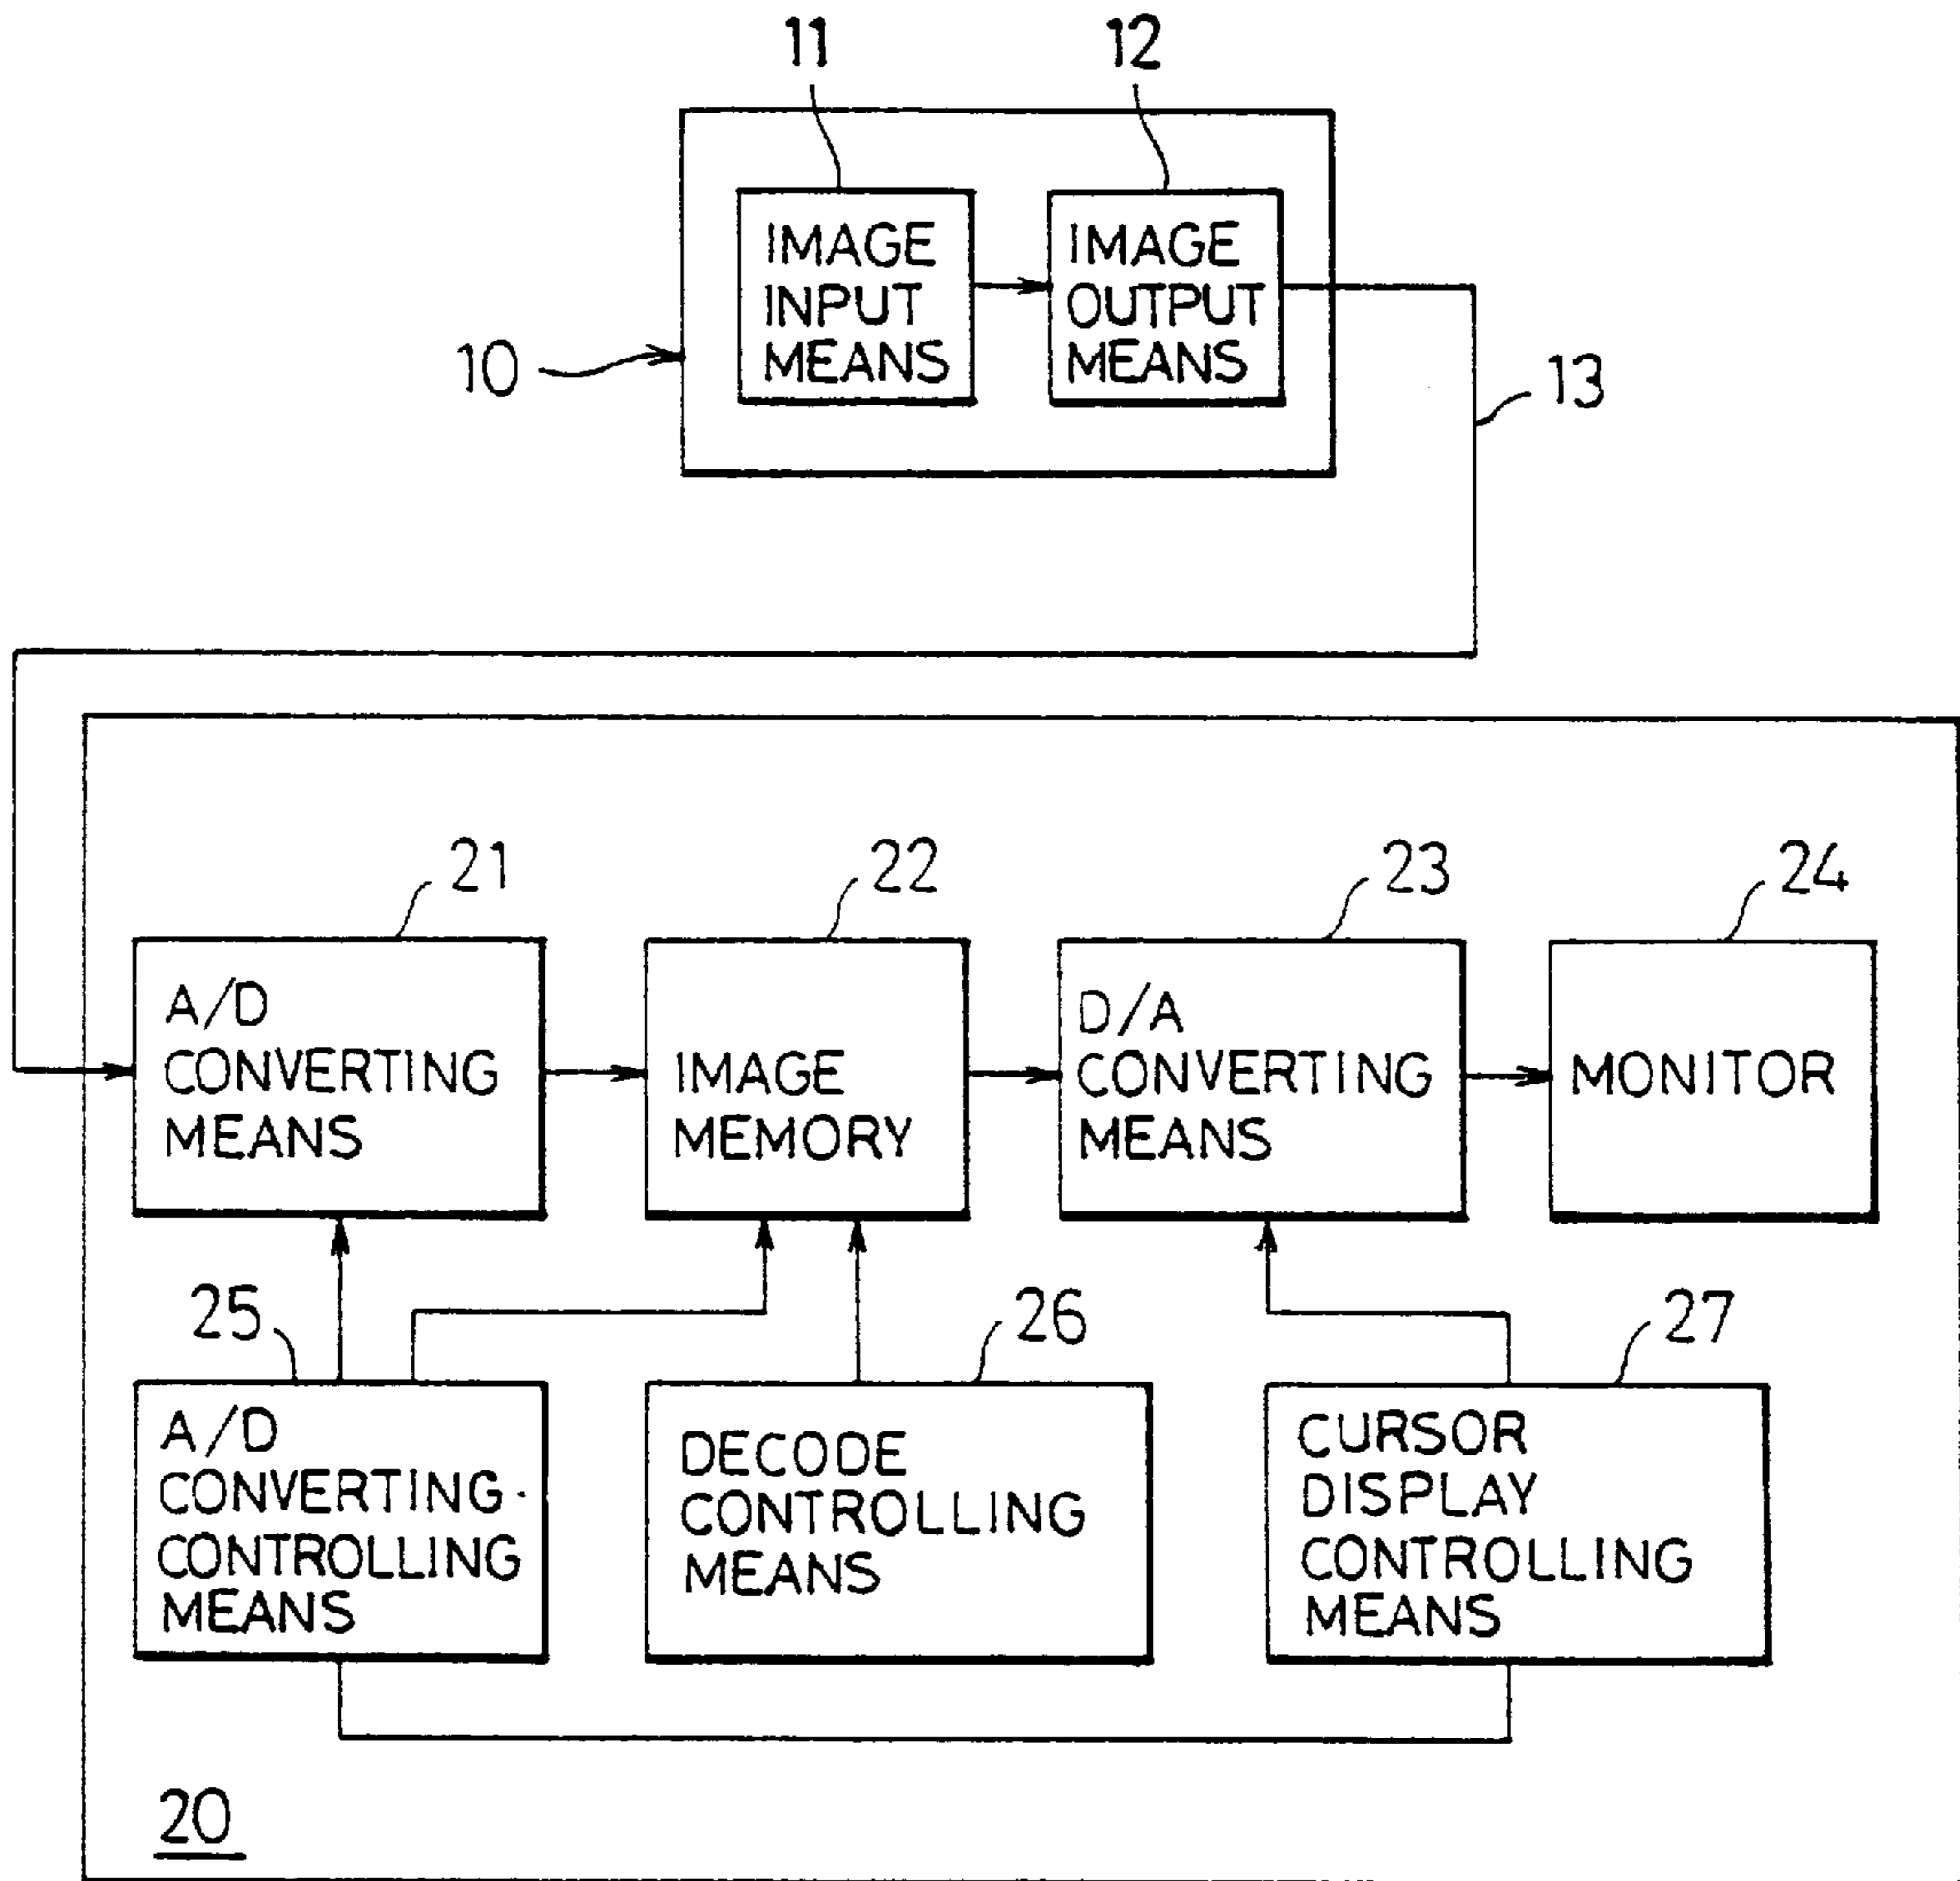 11
12
IMAGE
INPUT
MEANS
IMAGE
OUTPUT
MEANS
10
13
21
22
23
24
A/D
CONVERTING
MEANS
IMAGE
MEMORY
D/A
CONVERTING
MEANS
MONITOR
25
26
27
A/D
CONVERTING
CONTROLLING
MEANS
DECODE
CONTROLLING
MEANS
CURSOR
DISPLAY
CONTROLLING
MEANS
20